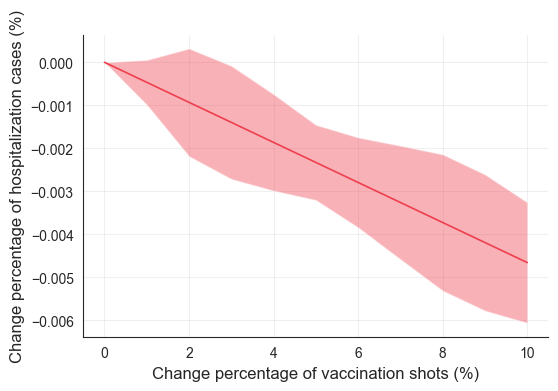 Change percentage of hospitalization cases (%)
0.000
−0.001
−0.002
−0.003
−0.004
−0.005
−0.006
0 2 4 6 8 10
Change percentage of vaccination shots (%)